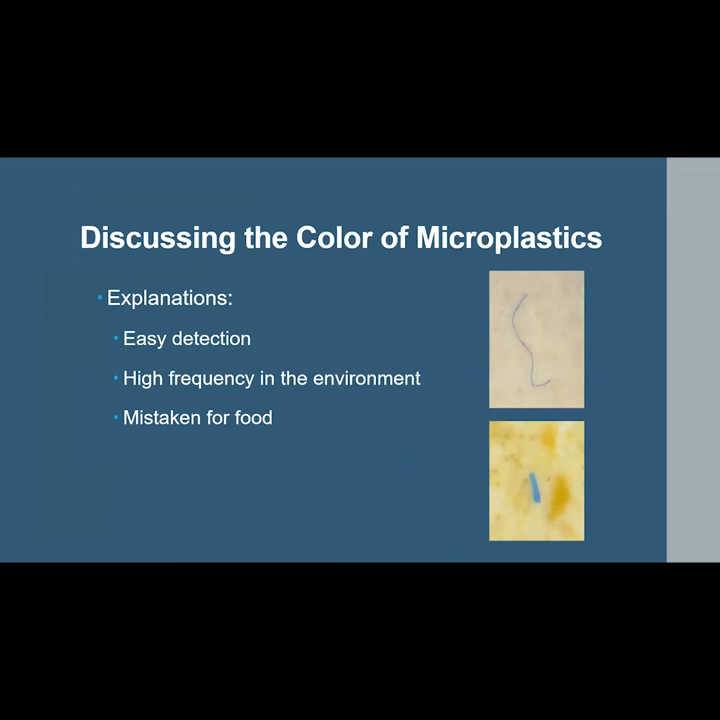 Discussing the Color of Microplastics
Explanations:
Easy detection
High frequency in the environment
Mistaken for food